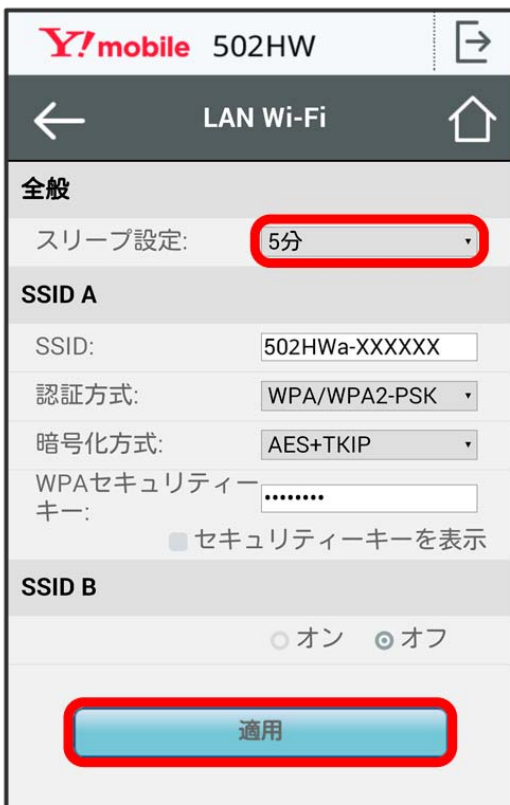 Y!mobile 502HW
LAN Wi-Fi
全般
スリープ設定: 5分
SSID A
SSID: 502HWa-XXXXXX
認証方式: WPA/WPA2-PSK
暗号化方式: AES+TKIP
WPAセキュリティー
キー: ••••••••
セキュリティーキーを表示
SSID B
オン オフ
適用